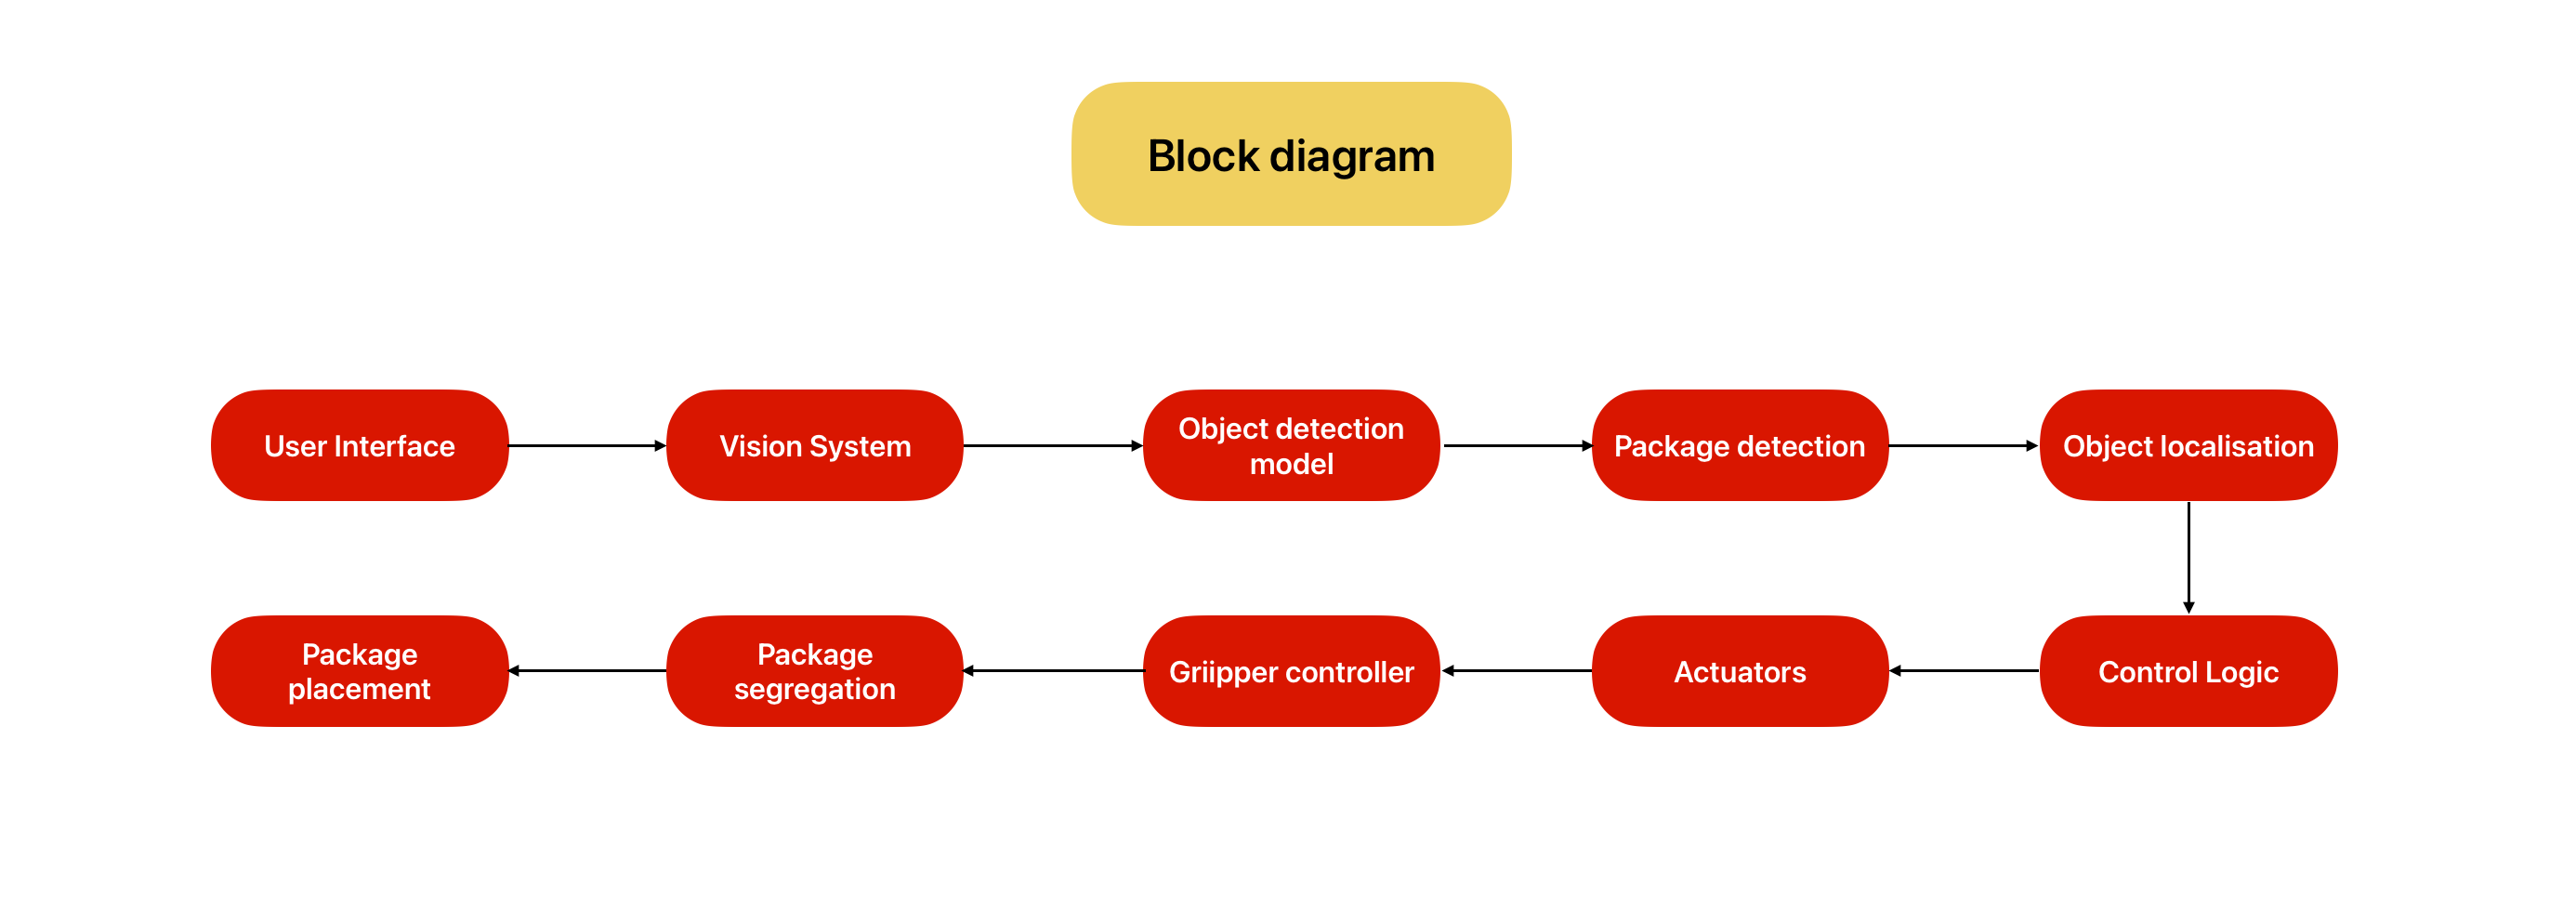 Block diagram
User Interface
Vision System
Object detection
model
Package detection
Object localisation
Package
placement
Package
segregation
Griipper controller
Actuators
Control Logic